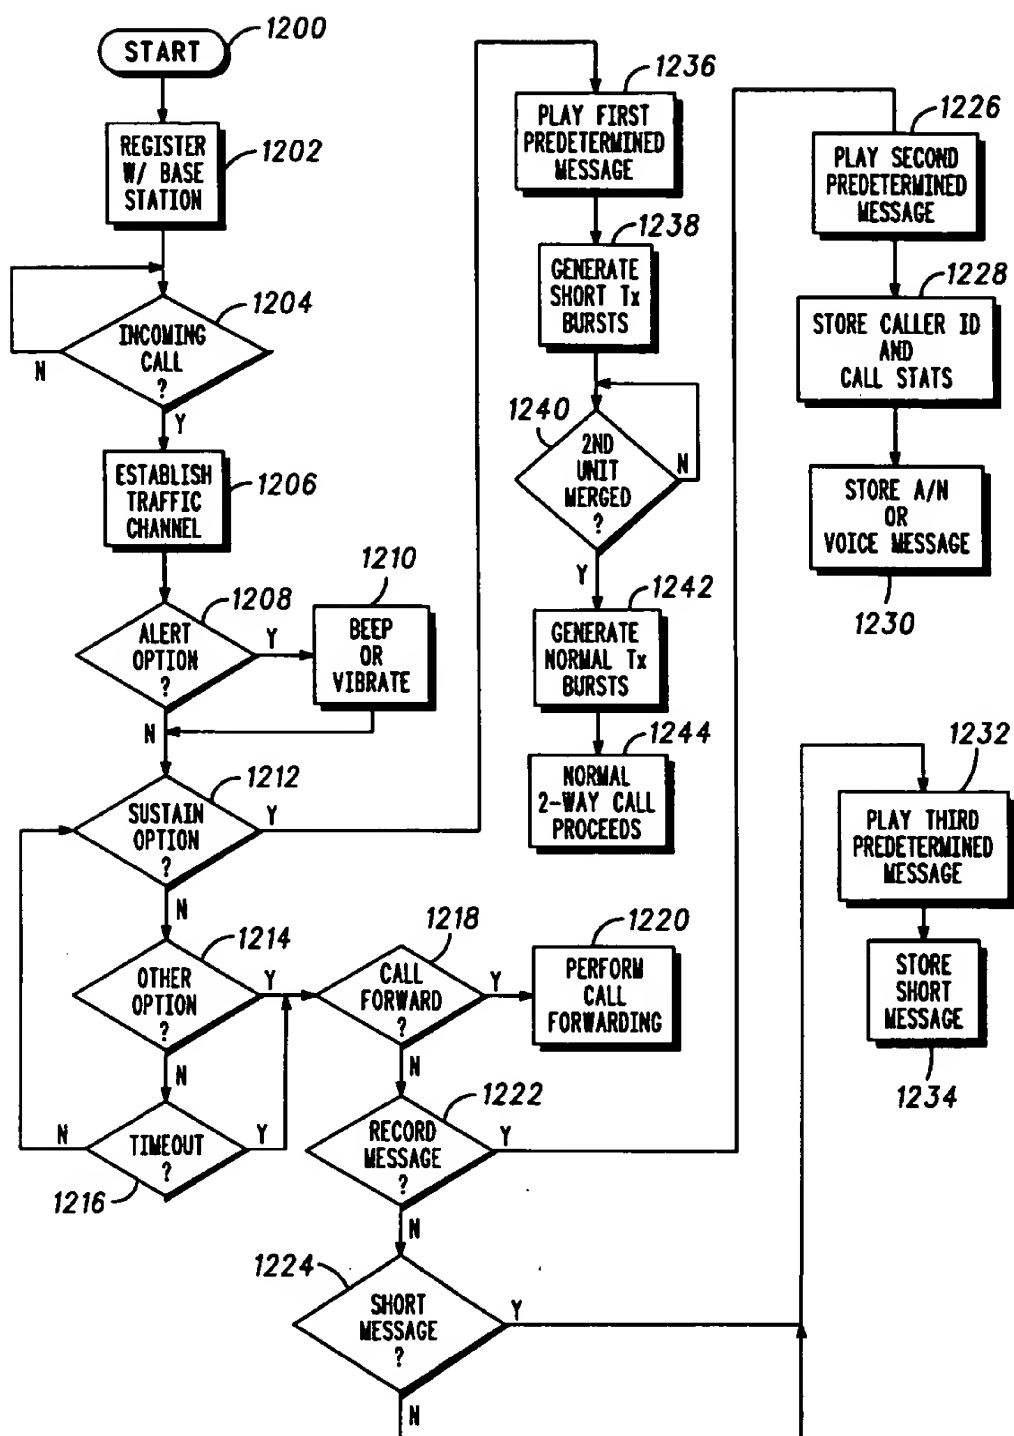 START
1200
REGISTER
W/ BASE
STATION
1202
INCOMING
CALL
?
1204
N
Y
ESTABLISH
TRAFFIC
CHANNEL
1206
ALERT
OPTION
?
1208
Y
N
BEEP
OR
VIBRATE
1210
SUSTAIN
OPTION
?
1212
Y
N
OTHER
OPTION
?
1214
Y
N
TIMEOUT
?
1216
N
Y
CALL
FORWARD
?
1218
Y
N
PERFORM
CALL
FORWARDING
1220
RECORD
MESSAGE
?
1222
Y
N
SHORT
MESSAGE
?
1224
Y
N
PLAY FIRST
PREDETERMINED
MESSAGE
1236
GENERATE
SHORT Tx
BURSTS
1238
2ND
UNIT
MERGED
?
1240
N
Y
GENERATE
NORMAL Tx
BURSTS
1242
NORMAL
2-WAY CALL
PROCEEDS
1244
PLAY SECOND
PREDETERMINED
MESSAGE
1226
STORE CALLER ID
AND
CALL STATS
1228
STORE A/N
OR
VOICE MESSAGE
1230
PLAY THIRD
PREDETERMINED
MESSAGE
1232
STORE
SHORT
MESSAGE
1234